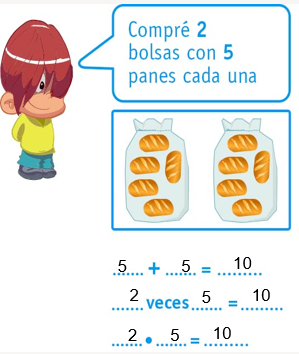 Compré 2
bolsas con 5
panes cada una
5 + 5 = 10
2 veces 5 = 10
2 • 5 = 10